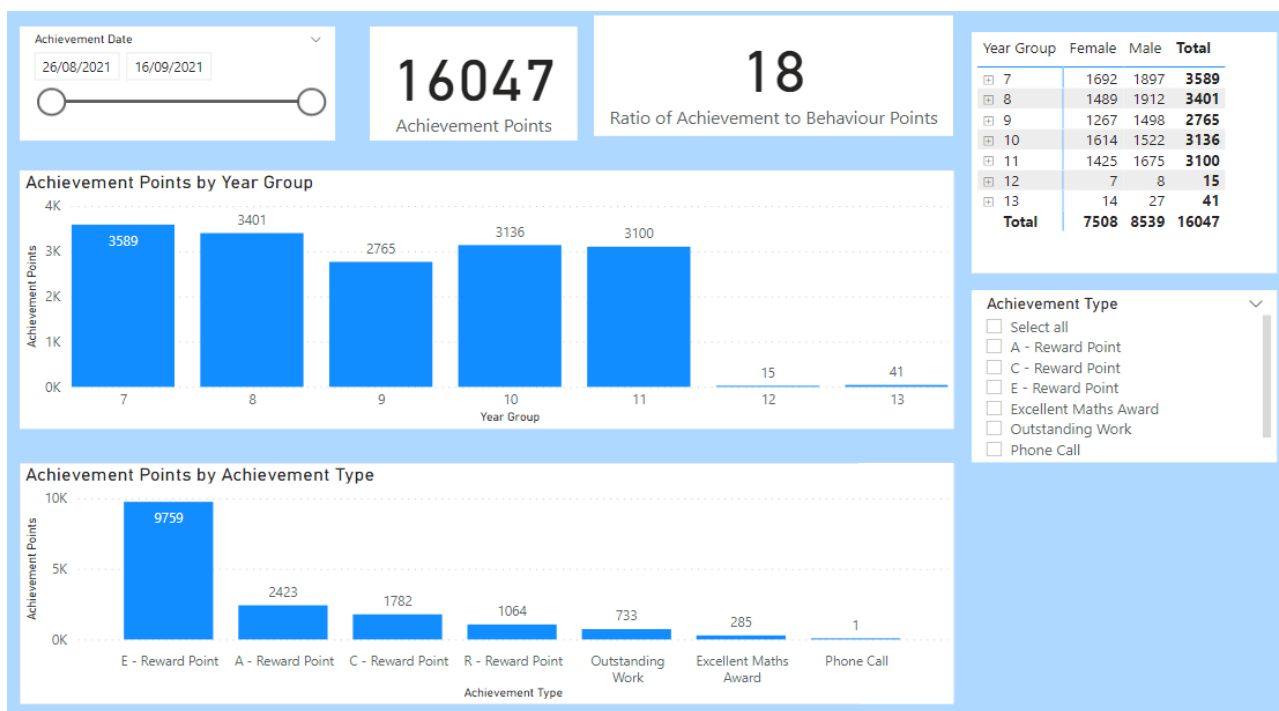 Achievement Date
26/08/2021 16/09/2021
16047
Achievement Points
18
Ratio of Achievement to Behaviour Points
Year Group Female Male Total
7 1692 1897 3589
8 1489 1912 3401
9 1267 1498 2765
10 1614 1522 3136
11 1425 1675 3100
12 7 8 15
13 14 27 41
Total 7508 8539 16047
Achievement Points by Year Group
Achievement Points
4K
3K
2K
1K
0K
3589 3401 2765 3136 3100 15 41
7 8 9 10 11 12 13
Year Group
Achievement Type
Select all
A - Reward Point
C - Reward Point
E - Reward Point
Excellent Maths Award
Outstanding Work
Phone Call
Achievement Points by Achievement Type
Achievement Points
10K
5K
0K
9759 2423 1782 1064 733 285 1
E - Reward Point A - Reward Point C - Reward Point R - Reward Point Outstanding Excellent Maths Phone Call
Work Award
Achievement Type